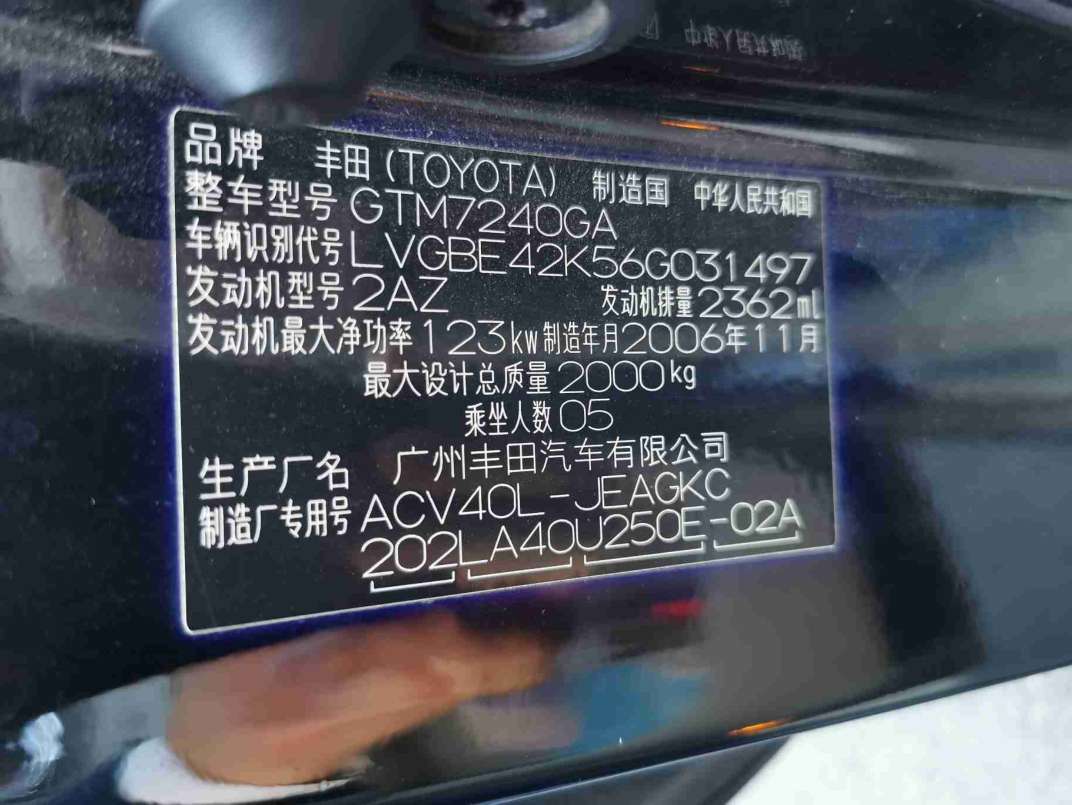 品牌 丰田(TOYOTA) 制造国 中华人民共和国
整车型号 GTM7240GA
车辆识别代号 LVGBE42K56G031497
发动机型号 2AZ 发动机排量 2362ml
发动机最大净功率 123kw 制造年月 2006年11月
最大设计总质量 2000kg
乘坐人数 05
生产厂名 广州丰田汽车有限公司
制造厂专用号 ACV40L-JEAGKC
202LA40U250E-02A